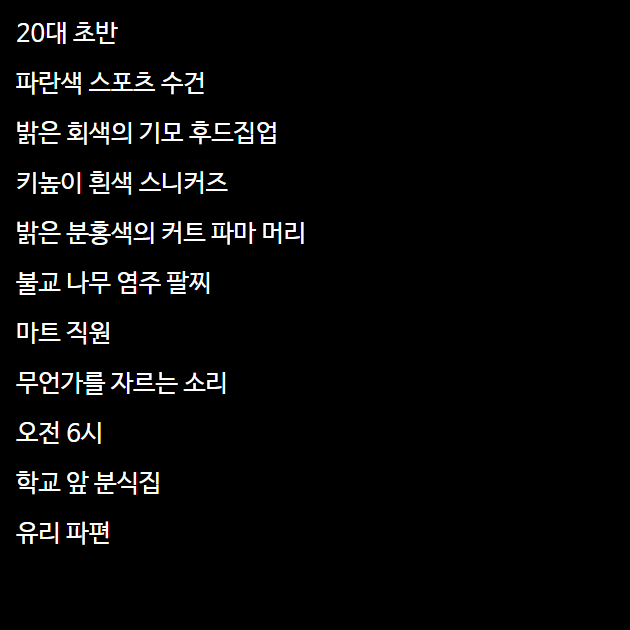 20대 초반
파란색 스포츠 수건
밝은 회색의 기모 후드집업
키높이 흰색 스니커즈
밝은 분홍색의 커트 파마 머리
불교 나무 염주 팔찌
마트 직원
무언가를 자르는 소리
오전 6시
학교 앞 분식집
유리 파편